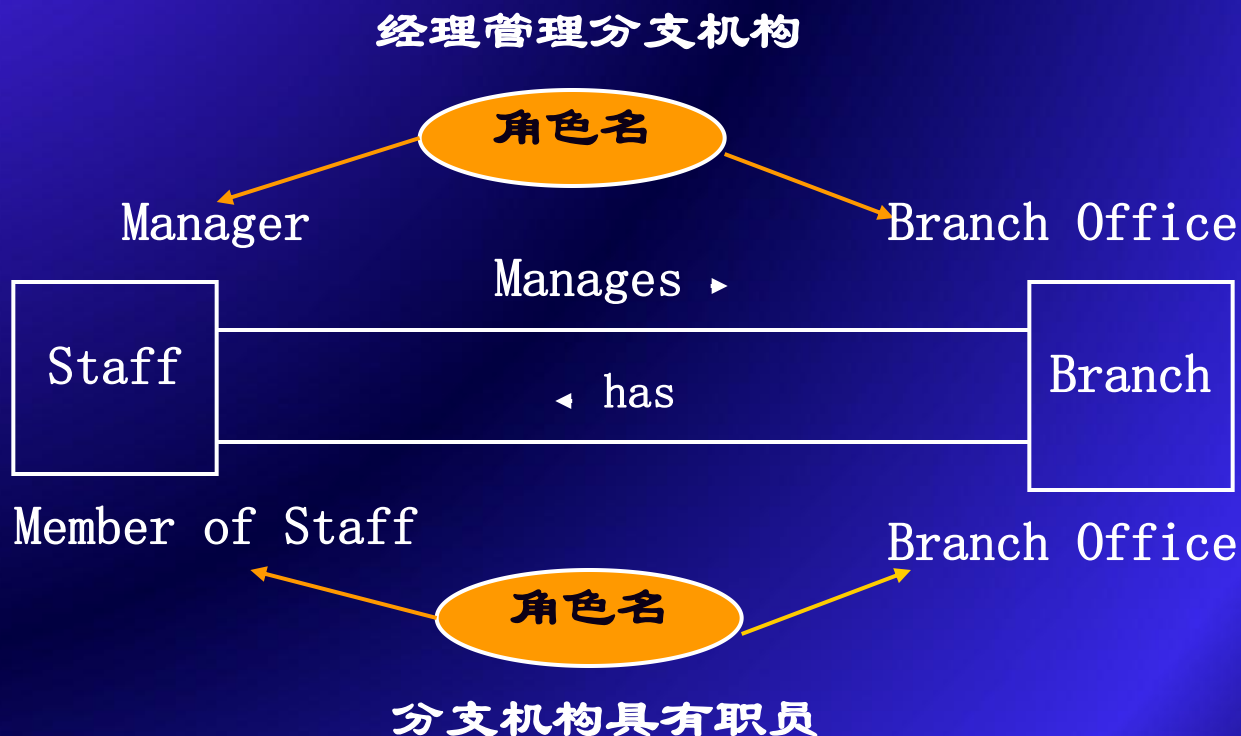 经理管理分支机构
角色名
Manager
Branch Office
Manages ►
Staff
Branch
◄ has
Member of Staff
Branch Office
角色名
分支机构具有职员